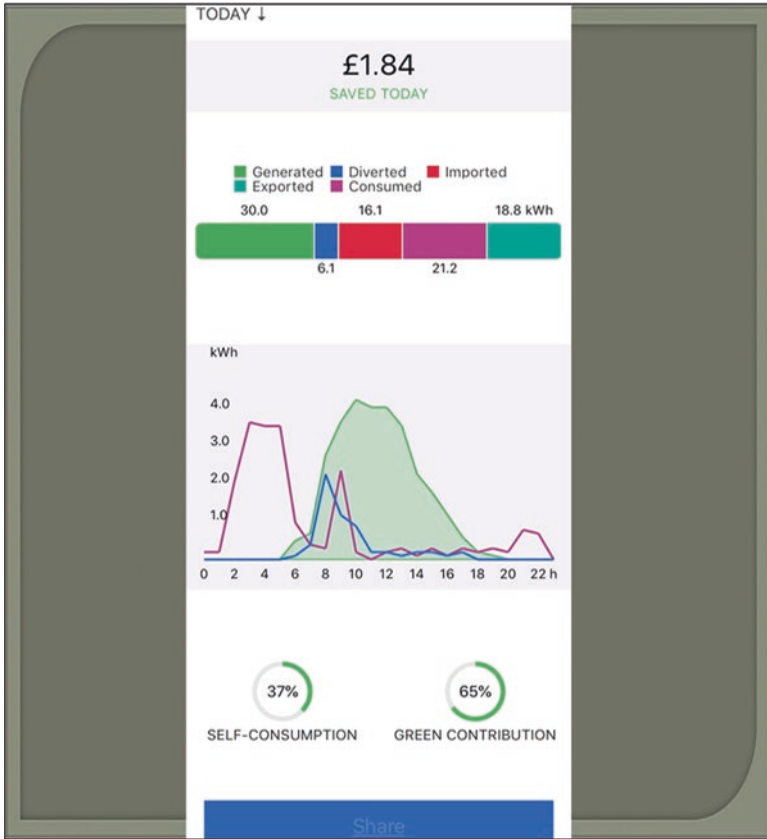 TODAY ↓
£1.84
SAVED TODAY
Generated Diverted Imported
Exported Consumed
30.0 16.1 18.8 kWh
6.1 21.2
kWh
4.0
3.0
2.0
1.0
0 2 4 6 8 10 12 14 16 18 20 22 h
37% 65%
SELF-CONSUMPTION GREEN CONTRIBUTION
Share